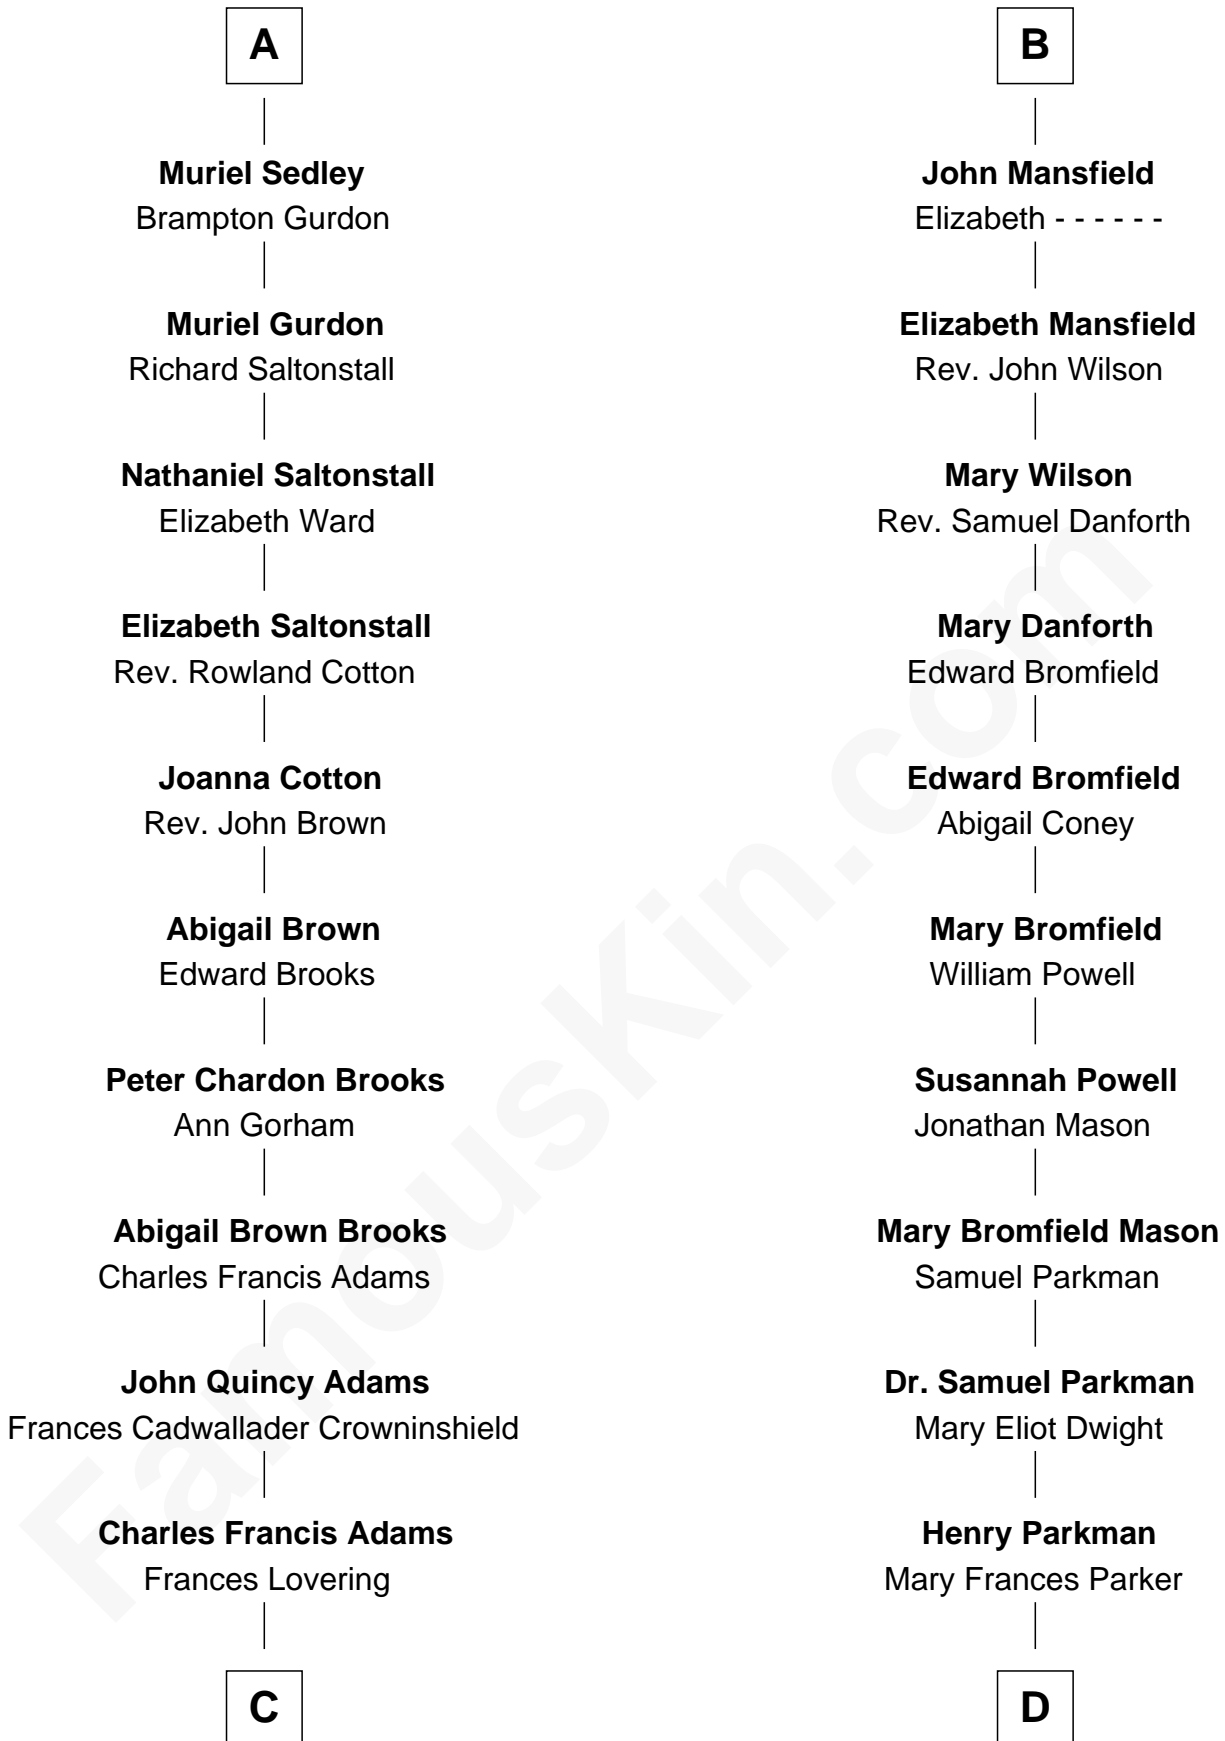 A
Muriel Sedley
Brampton Gurdon
Muriel Gurdon
Richard Saltonstall
Nathaniel Saltonstall
Elizabeth Ward
Elizabeth Saltonstall
Rev. Rowland Cotton
Joanna Cotton
Rev. John Brown
Abigail Brown
Edward Brooks
Peter Chardon Brooks
Ann Gorham
Abigail Brown Brooks
Charles Francis Adams
John Quincy Adams
Frances Cadwallader Crowninshield
Charles Francis Adams
Frances Lovering
C
B
John Mansfield
Elizabeth - - - - - -
Elizabeth Mansfield
Rev. John Wilson
Mary Wilson
Rev. Samuel Danforth
Mary Danforth
Edward Bromfield
Edward Bromfield
Abigail Coney
Mary Bromfield
William Powell
Susannah Powell
Jonathan Mason
Mary Bromfield Mason
Samuel Parkman
Dr. Samuel Parkman
Mary Eliot Dwight
Henry Parkman
Mary Frances Parker
D
FamousKin.com